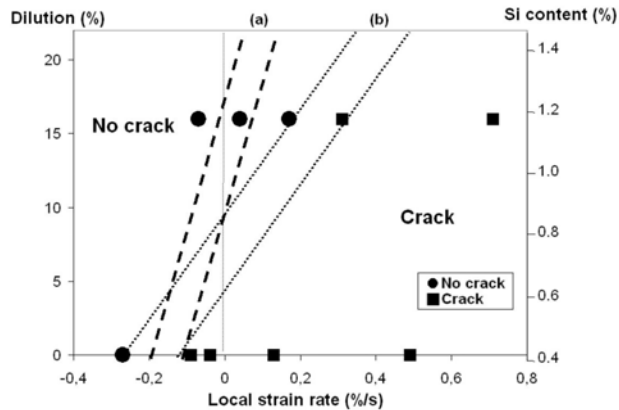 Dilution (%) (a) (b) Si content (%)
20 1.4
No crack
15 1.2
1.0
10
0.8
Crack
5 0.6
No crack
Crack
0 0.4
-0,4 -0,2 0 0,2 0,4 0,6 0,8
Local strain rate (%/s)